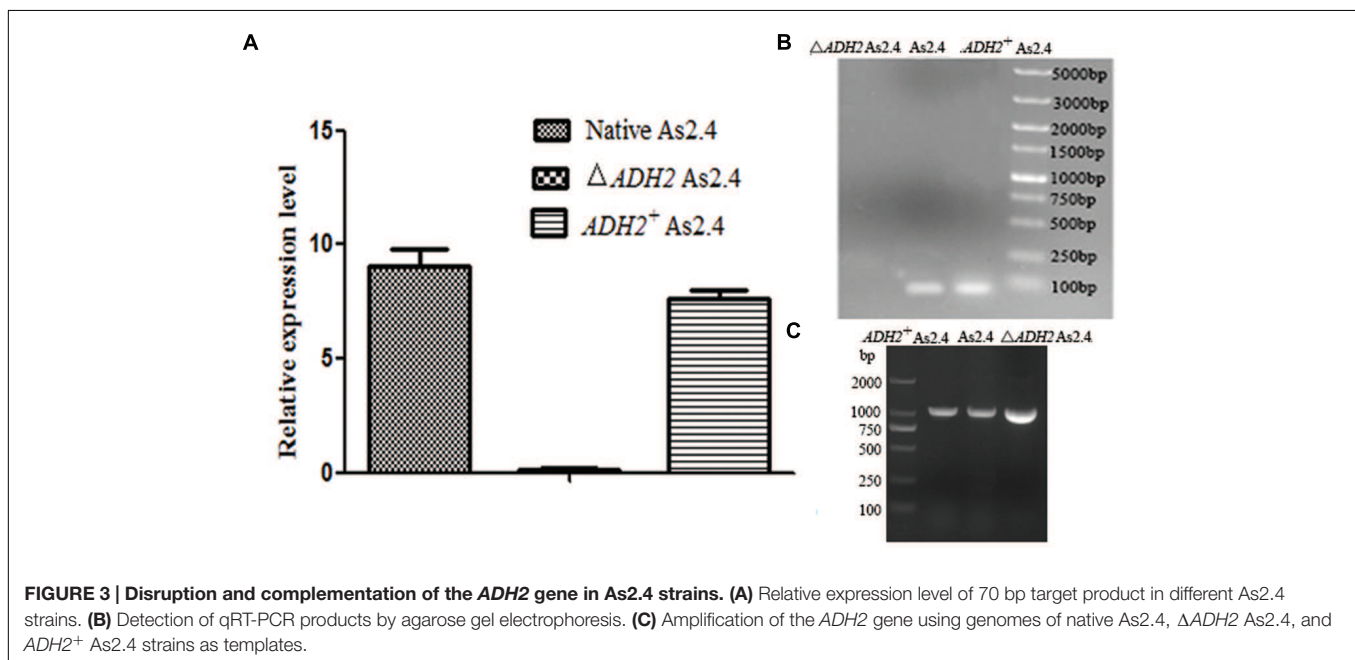 A
15
10
5
0
Relative expression level
Native As2.4
△ADH2 As2.4
ADH2+ As2.4
B
△ADH2 As2.4 As2.4 ADH2+ As2.4
5000bp
3000bp
2000bp
1500bp
1000bp
750bp
500bp
250bp
100bp
C
ADH2+ As2.4 As2.4 △ADH2 As2.4
bp
2000
1000
750
500
250
100
FIGURE 3 | Disruption and complementation of the ADH2 gene in As2.4 strains. (A) Relative expression level of 70 bp target product in different As2.4
strains. (B) Detection of qRT-PCR products by agarose gel electrophoresis. (C) Amplification of the ADH2 gene using genomes of native As2.4, ΔADH2 As2.4, and
ADH2+ As2.4 strains as templates.